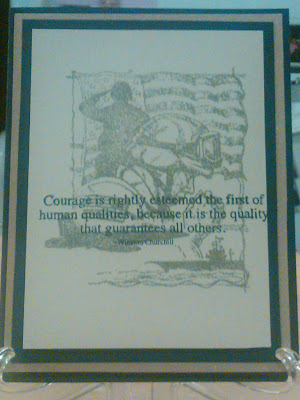 Courage is rightly esteemed the first of
human qualities, because it is the quality
that guarantees all others.
-Winston Churchill